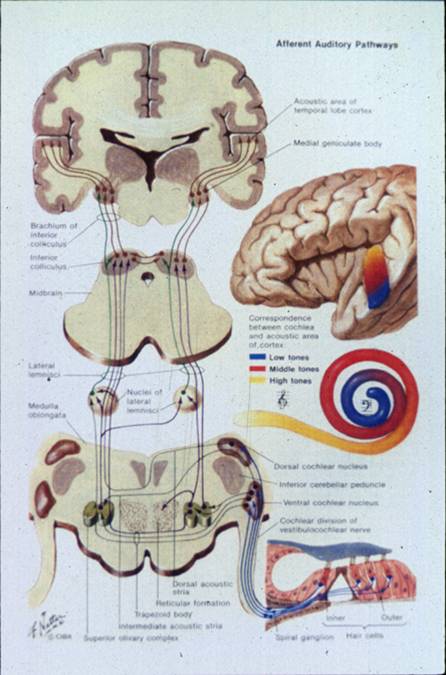 Afferent Auditory Pathways
Acoustic area of
temporal lobe cortex
Medial geniculate body
Brachium of
inferior
colliculus
Inferior
colliculus
Midbrain
Correspondence
between cochlea
and acoustic area
of cortex
Low tones
Middle tones
High tones
Lateral
lemnisci
Nuclei of
lateral
lemnisci
Medulla
oblongata
Dorsal cochlear nucleus
Inferior cerebellar peduncle
Ventral cochlear nucleus
Cochlear division of
vestibulocochlear nerve
Dorsal acoustic
stria
Reticular formation
Trapezoid body
Intermediate acoustic stria
Superior olivary complex
Inner
Outer
Spiral ganglion
Hair cells
F. Netter
© CIBA